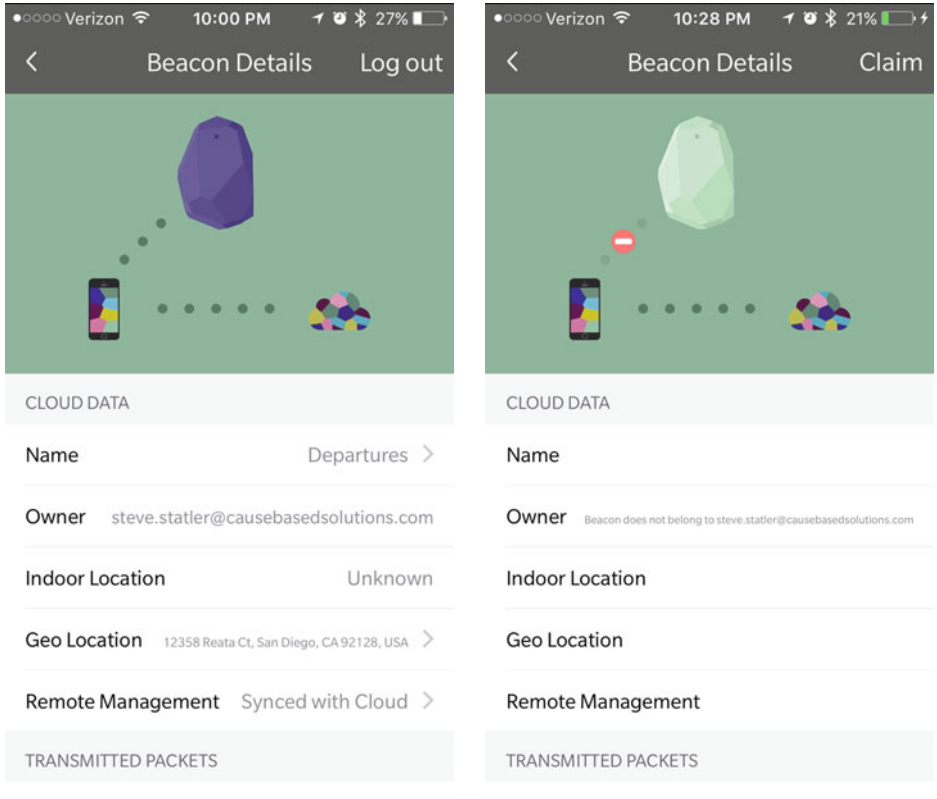 Verizon 10:00 PM 27%
Beacon Details Log out
CLOUD DATA
Name Departures
Owner steve.statler@causebasedsolutions.com
Indoor Location Unknown
Geo Location 12358 Reata Ct, San Diego, CA 92128, USA
Remote Management Synced with Cloud
TRANSMITTED PACKETS
Verizon 10:28 PM 21%
Beacon Details Claim
CLOUD DATA
Name
Owner Beacon does not belong to steve.statler@causebasedsolutions.com
Indoor Location
Geo Location
Remote Management
TRANSMITTED PACKETS